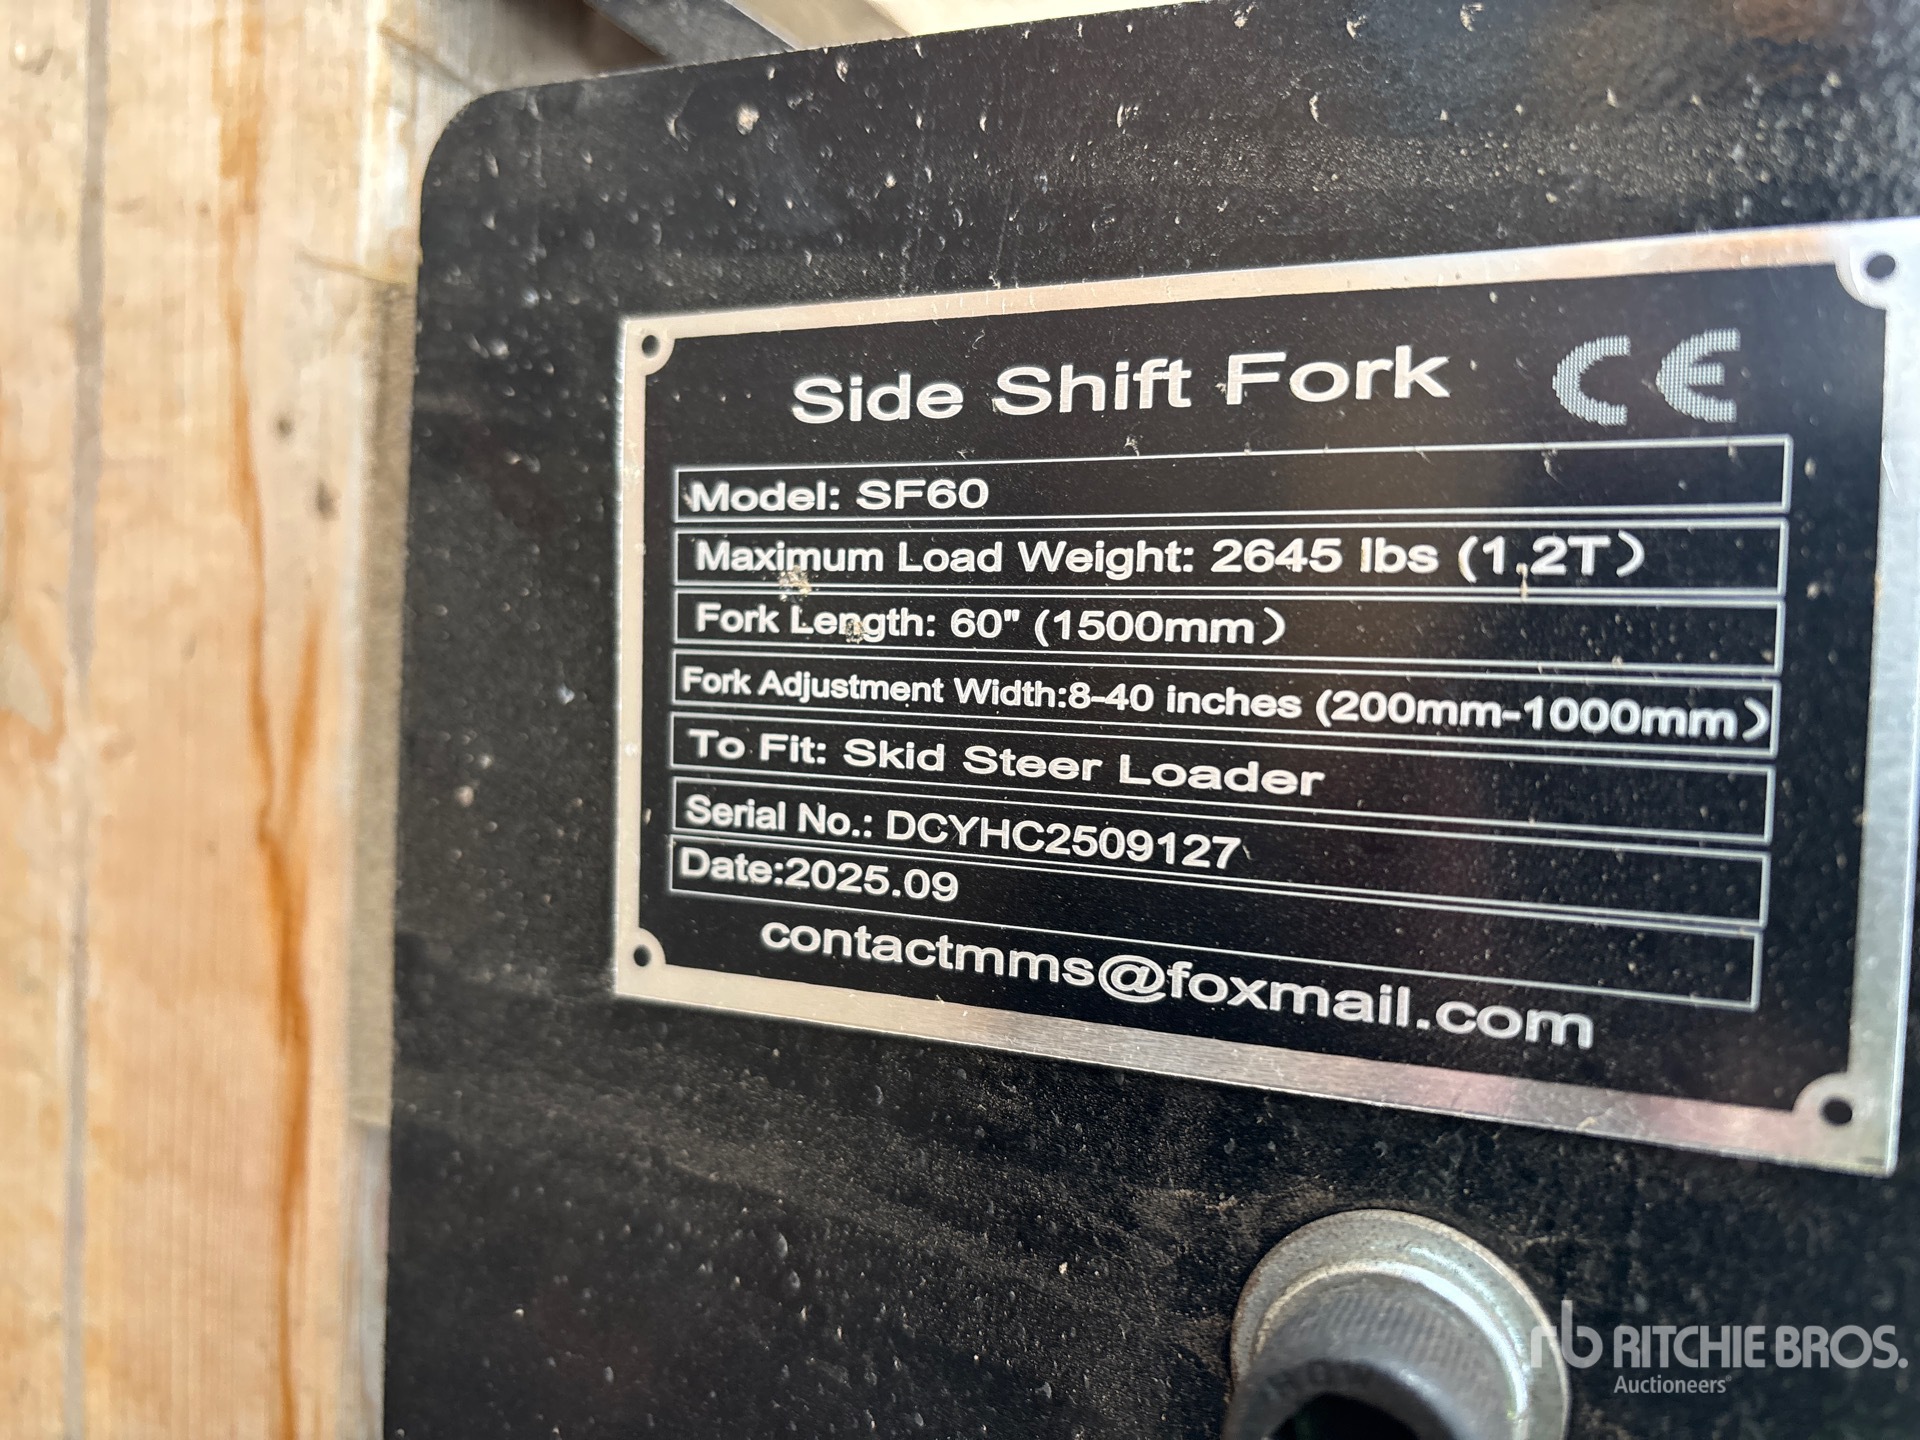 Side Shift Fork CE
Model: SF60
Maximum Load Weight: 2645 lbs (1.2T)
Fork Length: 60" (1500mm)
Fork Adjustment Width:8-40 inches (200mm-1000mm)
To Fit: Skid Steer Loader
Serial No.: DCYHC2509127
Date:2025.09
contactmms@foxmail.com
rb RITCHIE BROS.
Auctioneers